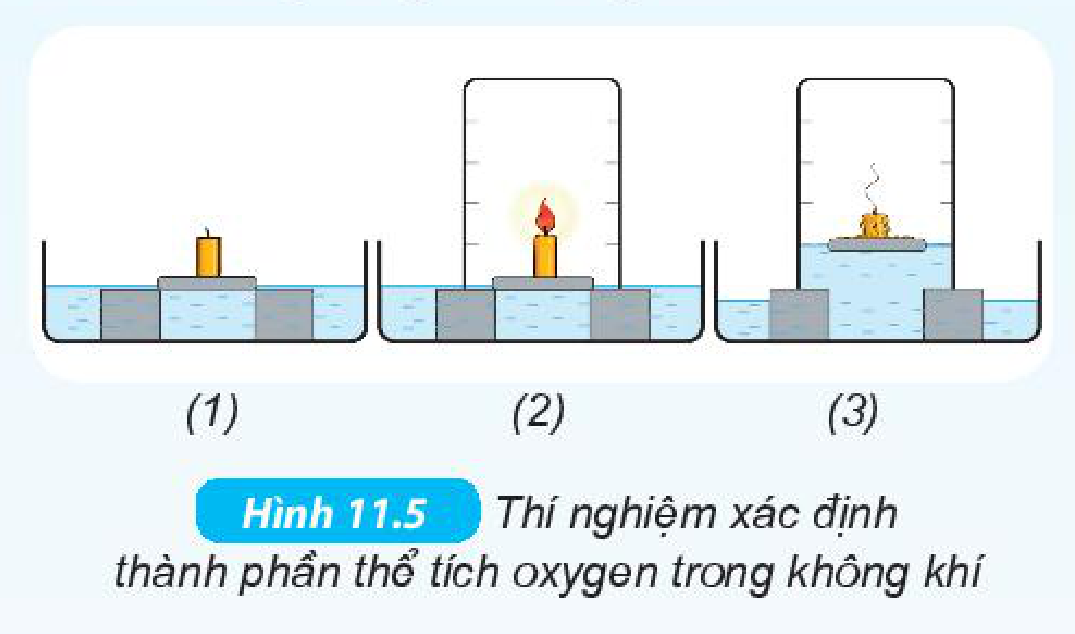 (1) (2) (3)
Hình 11.5 Thí nghiệm xác định
thành phần thể tích oxygen trong không khí